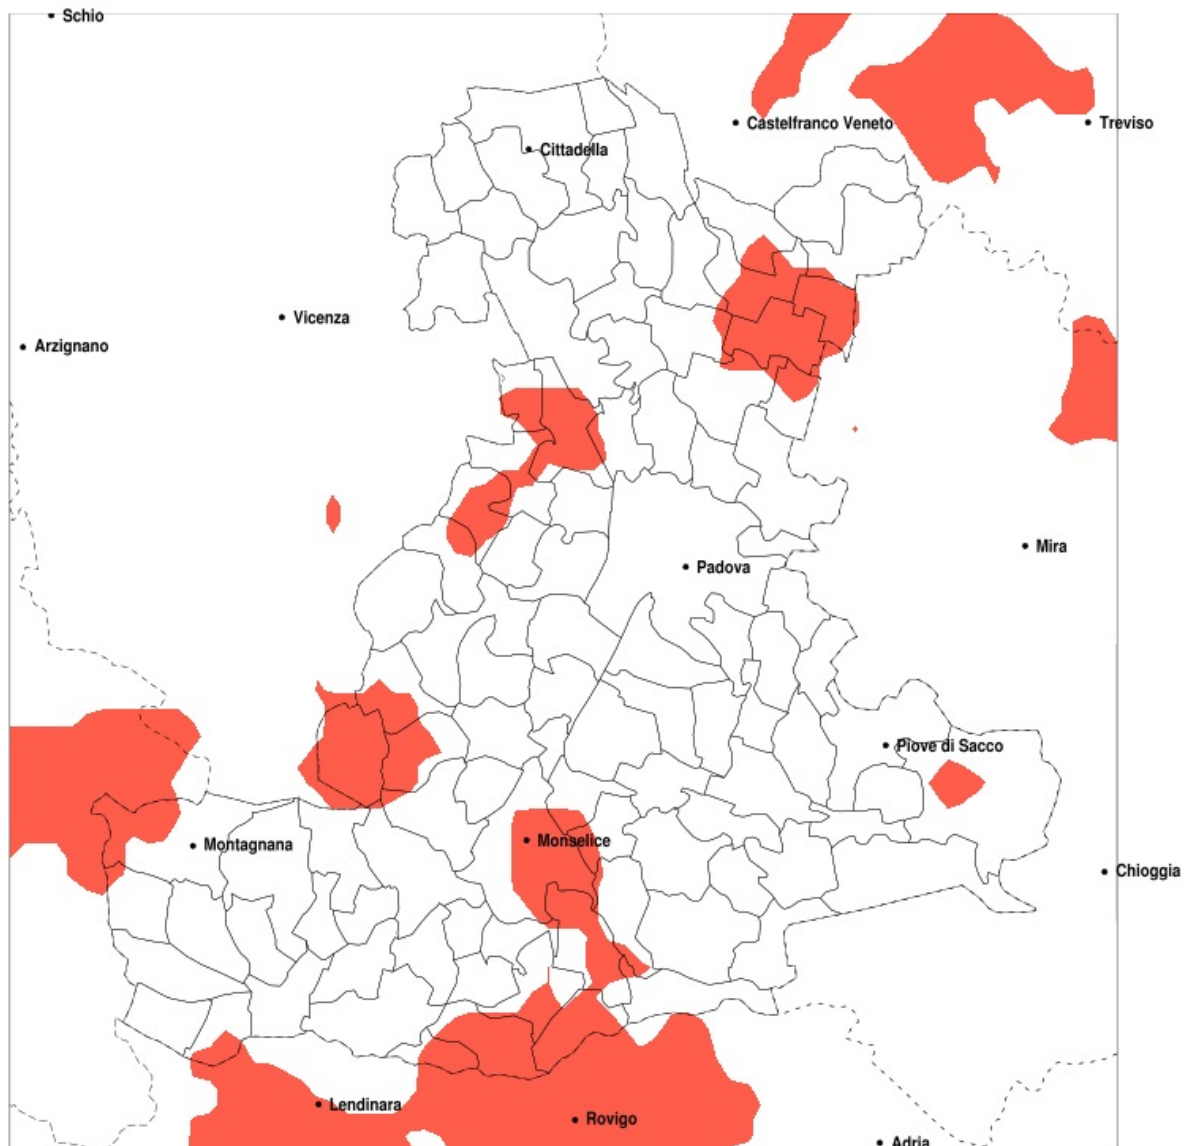 Schio
Castelfranco Veneto
Treviso
Cittadella
Vicenza
Arzignano
Mira
Padova
Piove di Sacco
Monselice
Montagnana
Chioggia
Lendinara
Rovigo
Adria